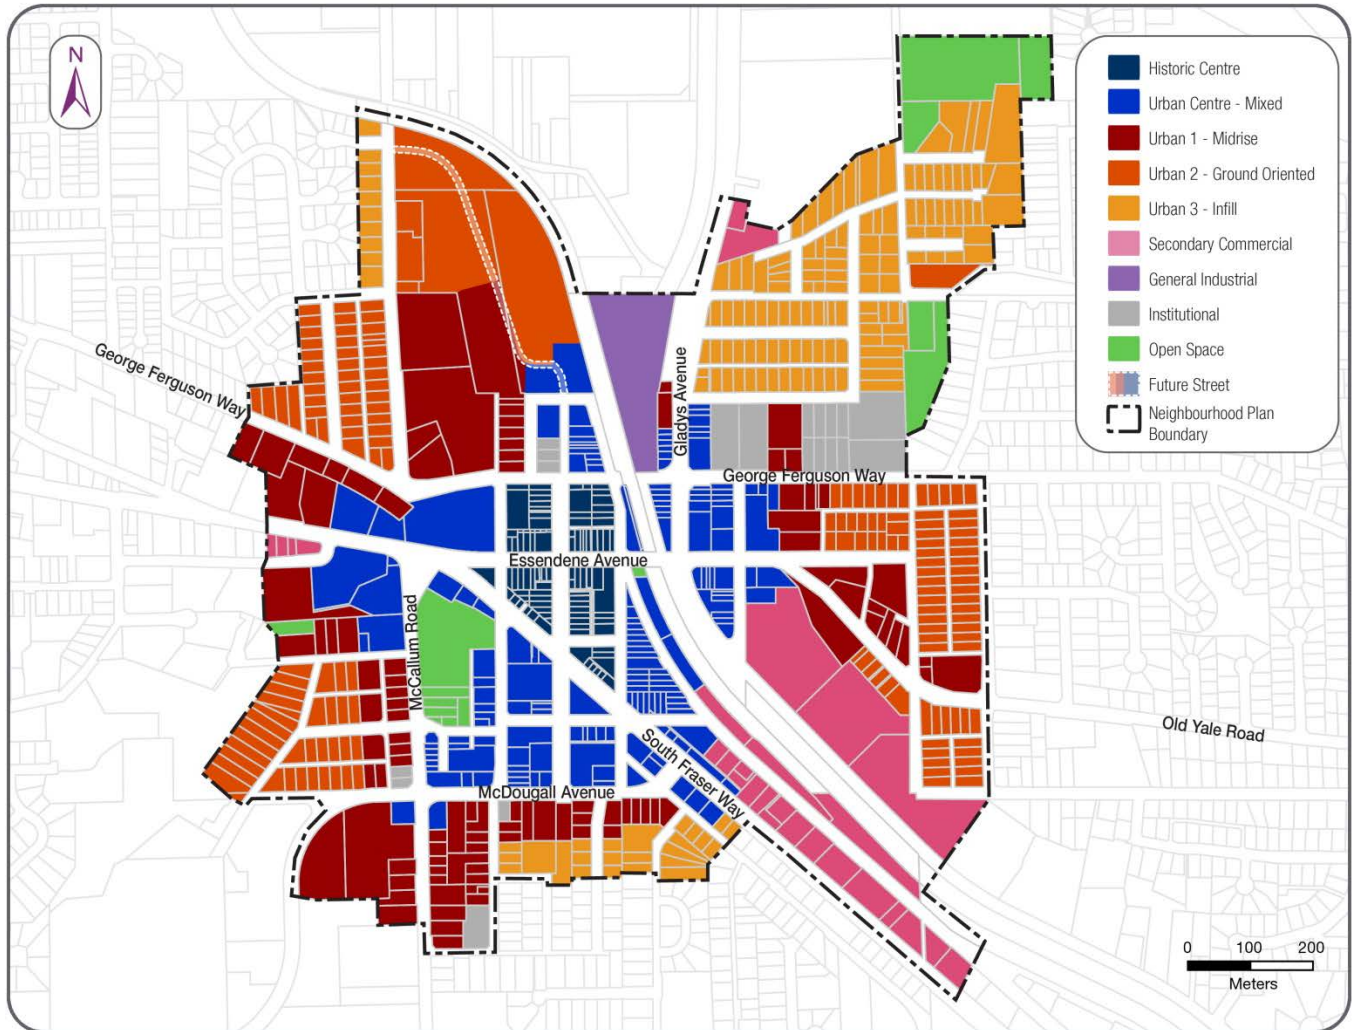 N
Historic Centre
Urban Centre - Mixed
Urban 1 - Midrise
Urban 2 - Ground Oriented
Urban 3 - Infill
Secondary Commercial
General Industrial
Institutional
Open Space
Future Street
Neighbourhood Plan
Boundary
George Ferguson Way
Gladys Avenue
George Ferguson Way
Essendene Avenue
McCallum Road
Old Yale Road
South Fraser Way
McDougall Avenue
0 100 200
Meters